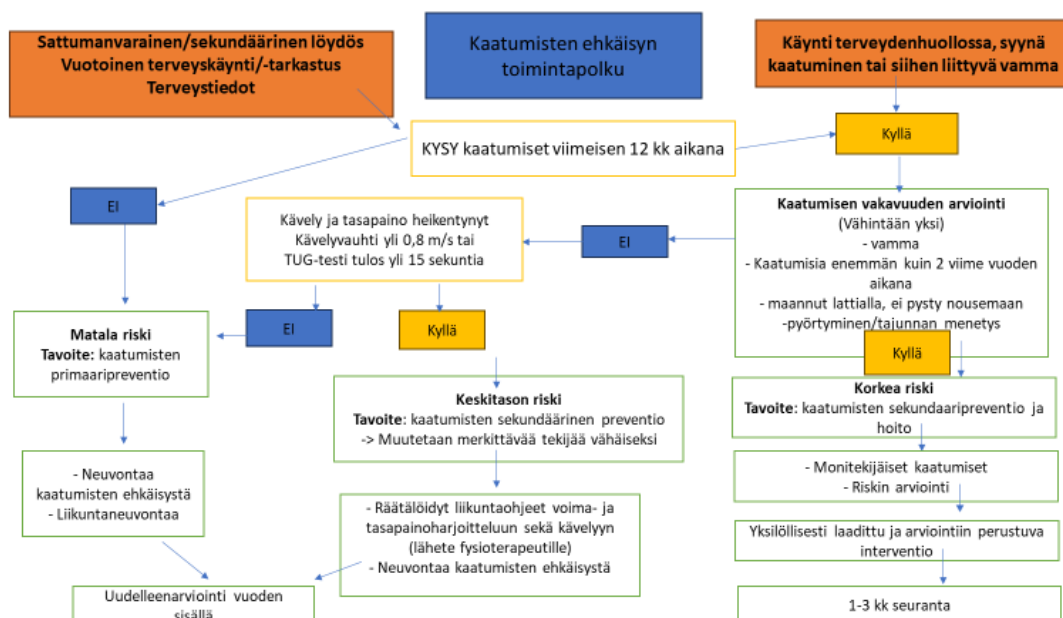 Sattumanvarainen/sekundäärinen löydös
Vuotoinen terveyskäynti/-tarkastus
Terveystiedot
Kaatumisten ehkäisyn
toimintapolku
Käynti terveydenhuollossa, syynä
kaatuminen tai siihen liittyvä vamma
KYSY kaatumiset viimeisen 12 kk aikana
Kyllä
EI
Kävely ja tasapaino heikentynyt
Kävelyvauhti yli 0,8 m/s tai
TUG-testi tulos yli 15 sekuntia
EI
Kaatumisen vakavuuden arviointi
(Vähintään yksi)
- vamma
- Kaatumisia enemmän kuin 2 viime vuoden
aikana
- maannut lattialla, ei pysty nousemaan
-pyörtyminen/tajunnan menetys
EI
Kyllä
Kyllä
Matala riski
Tavoite: kaatumisten
primaaripreventio
Keskitason riski
Tavoite: kaatumisten sekundäärinen preventio
-> Muutetaan merkittävää tekijää vähäiseksi
Korkea riski
Tavoite: kaatumisten sekundaaripreventio ja
hoito
- Neuvontaa
kaatumisten ehkäisystä
- Liikuntaneuvontaa
- Räätälöidyt liikuntaohjeet voima- ja
tasapainoharjoitteluun sekä kävelyyn
(lähete fysioterapeutille)
- Neuvontaa kaatumisten ehkäisystä
- Monitekijäiset kaatumiset
- Riskin arviointi
Yksilöllisesti laadittu ja arviointiin perustuva
interventio
Uudelleenarviointi vuoden
sisällä
1-3 kk seuranta